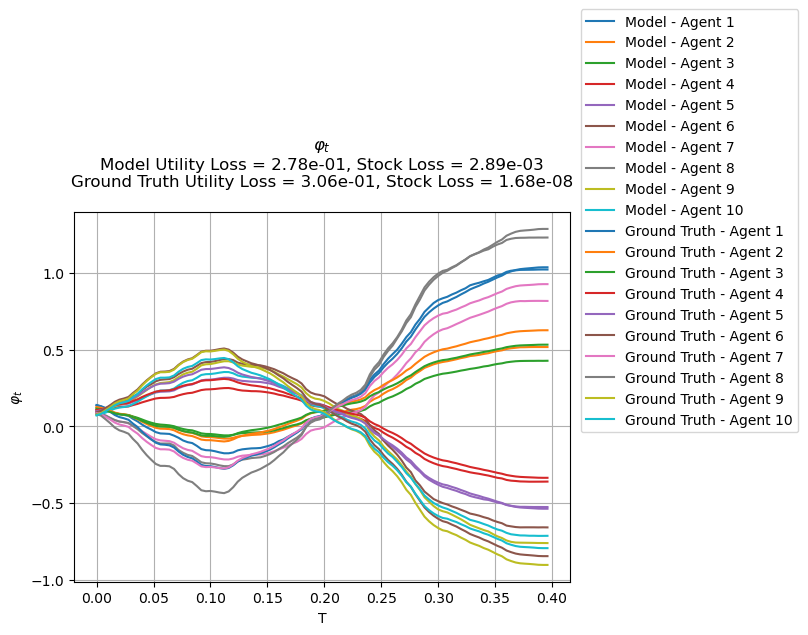 φt
Model Utility Loss = 2.78e-01, Stock Loss = 2.89e-03
Ground Truth Utility Loss = 3.06e-01, Stock Loss = 1.68e-08
Model - Agent 1
Model - Agent 2
Model - Agent 3
Model - Agent 4
Model - Agent 5
Model - Agent 6
Model - Agent 7
Model - Agent 8
Model - Agent 9
Model - Agent 10
Ground Truth - Agent 1
Ground Truth - Agent 2
Ground Truth - Agent 3
Ground Truth - Agent 4
Ground Truth - Agent 5
Ground Truth - Agent 6
Ground Truth - Agent 7
Ground Truth - Agent 8
Ground Truth - Agent 9
Ground Truth - Agent 10
φt
1.0
0.5
0.0
−0.5
−1.0
0.00 0.05 0.10 0.15 0.20 0.25 0.30 0.35 0.40
T